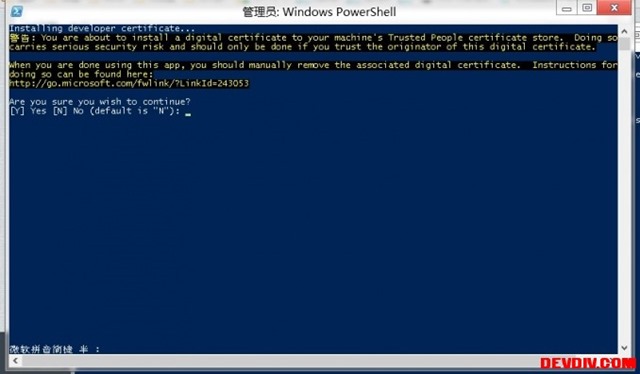 管理员: Windows PowerShell
Installing developer certificate...
警告: You are about to install a digital certificate to your machine's Trusted People certificate store.  Doing so
carries serious security risk and should only be done if you trust the originator of this digital certificate.
When you are done using this app, you should manually remove the associated digital certificate.  Instructions for
doing so can be found here:
http://go.microsoft.com/fwlink/?LinkId=243053
Are you sure you wish to continue?
[Y] Yes [N] No (default is "N"):
微软拼音简捷 半 :
DEVDIV.COM